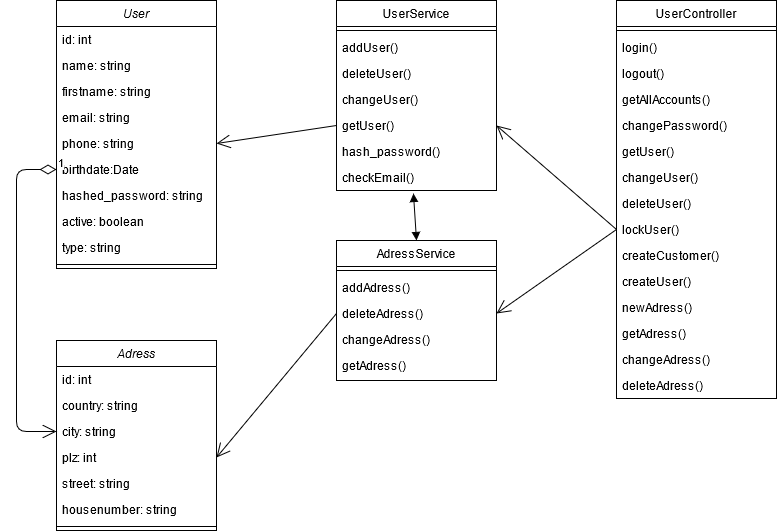 User
id: int
name: string
firstname: string
email: string
phone: string
1
birthdate:Date
hashed_password: string
active: boolean
type: string
UserService
addUser()
deleteUser()
changeUser()
getUser()
hash_password()
checkEmail()
UserController
login()
logout()
getAllAccounts()
changePassword()
getUser()
changeUser()
deleteUser()
lockUser()
createCustomer()
createUser()
newAdress()
getAdress()
changeAdress()
deleteAdress()
AdressService
addAdress()
deleteAdress()
changeAdress()
getAdress()
Adress
id: int
country: string
city: string
plz: int
street: string
housenumber: string